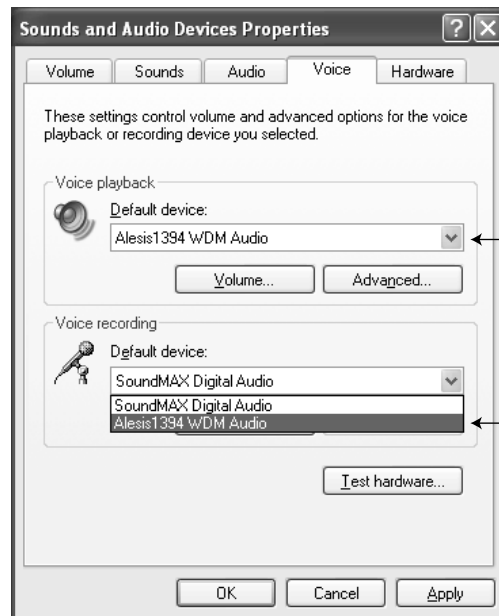 Sounds and Audio Devices Properties
Volume Sounds Audio Voice Hardware
These settings control volume and advanced options for the voice
playback or recording device you selected.
Voice playback
Default device:
Alesis1394 WDM Audio
Volume... Advanced...
Voice recording
Default device:
SoundMAX Digital Audio
SoundMAX Digital Audio
Alesis1394 WDM Audio
Test hardware...
OK Cancel Apply